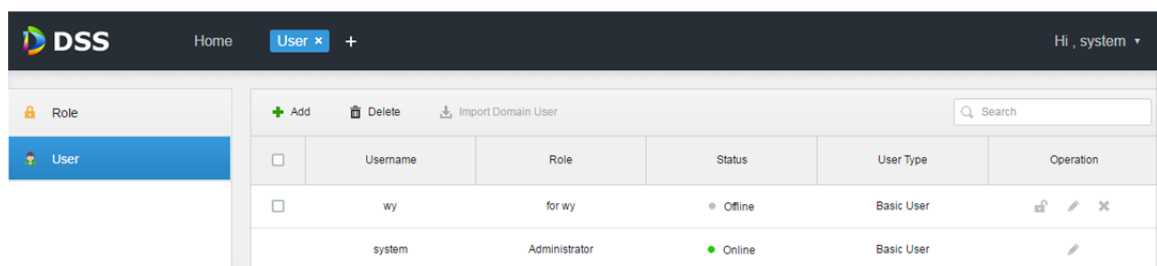 DSS Home User × + Hi , system ▾
Role
User
Add Delete Import Domain User Search
Username Role Status User Type Operation
wy for wy Offline Basic User
system Administrator Online Basic User